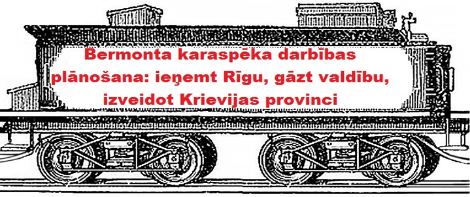 Bermonta karaspēka darbības
plānošana: ieņemt Rīgu, gāzt valdību,
izveidot Krievijas provinci